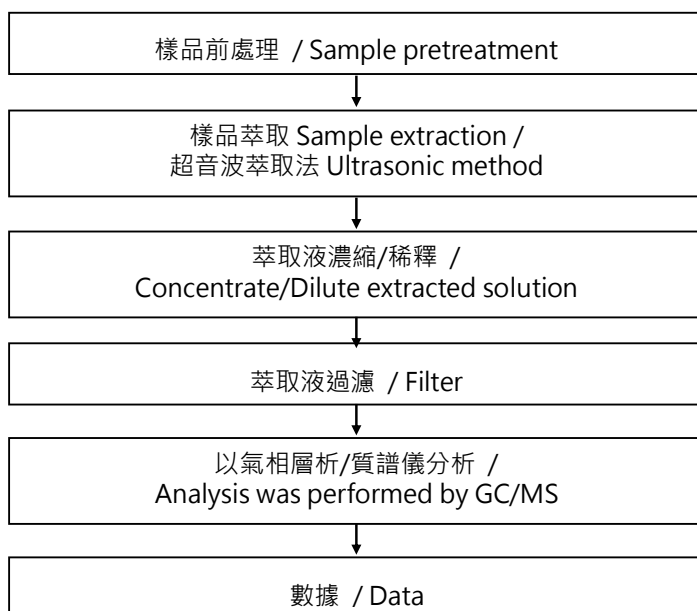 樣品前處理 / Sample pretreatment
樣品萃取 Sample extraction /
超音波萃取法 Ultrasonic method
萃取液濃縮/稀釋 /
Concentrate/Dilute extracted solution
萃取液過濾 / Filter
以氣相層析/質譜儀分析 /
Analysis was performed by GC/MS
數據 / Data